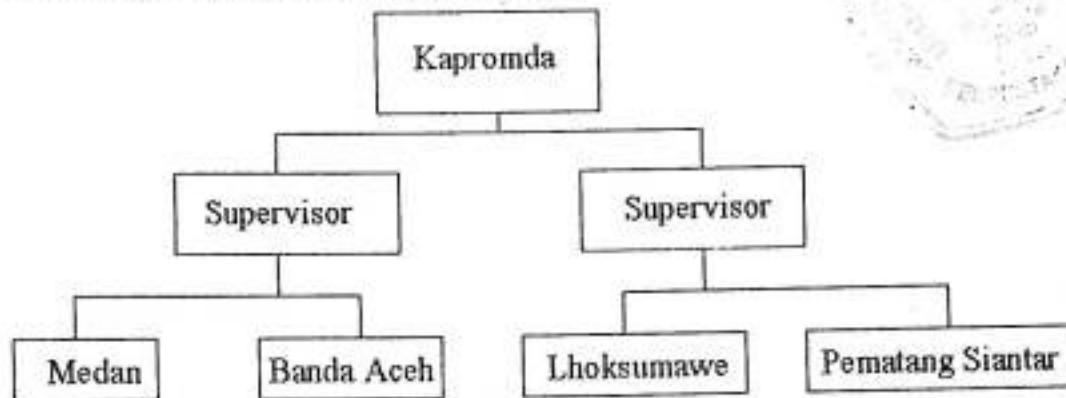 Kapromda
Supervisor
Supervisor
Medan
Banda Aceh
Lhoksumawe
Pematang Siantar